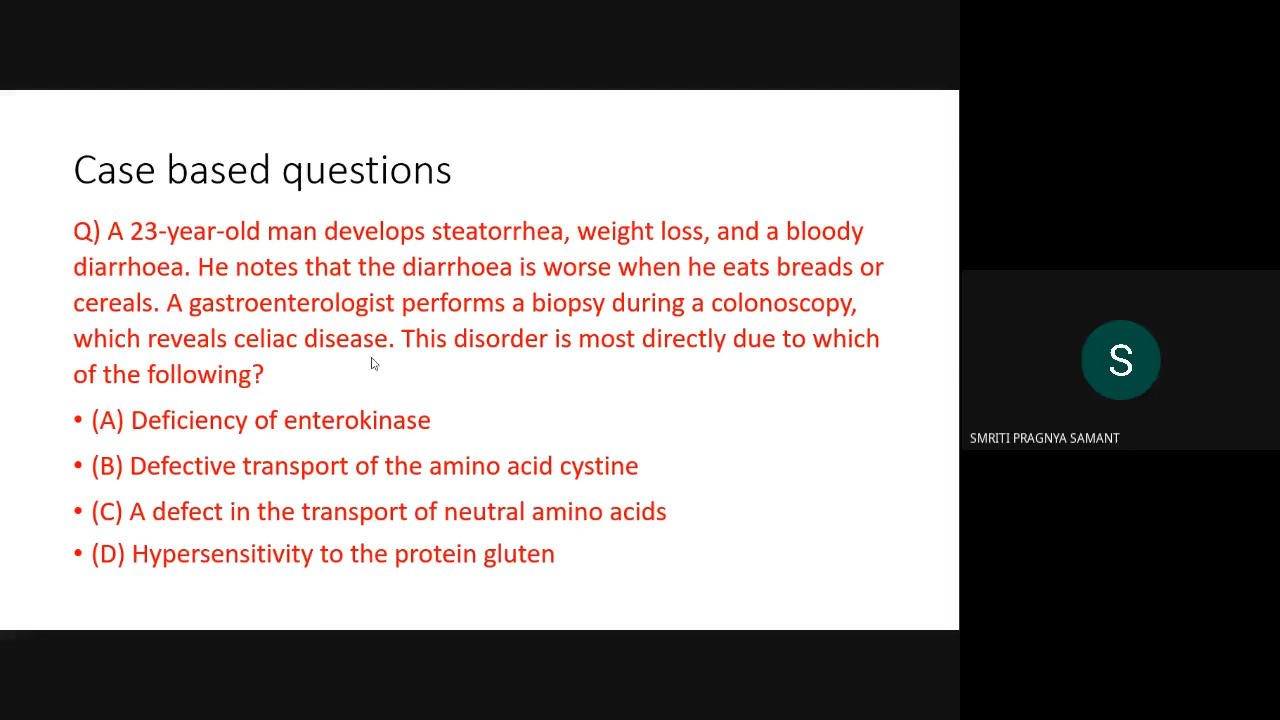 Case based questions
Q) A 23-year-old man develops steatorrhea, weight loss, and a bloody
diarrhoea. He notes that the diarrhoea is worse when he eats breads or
cereals. A gastroenterologist performs a biopsy during a colonoscopy,
which reveals celiac disease. This disorder is most directly due to which
of the following?
• (A) Deficiency of enterokinase
• (B) Defective transport of the amino acid cystine
• (C) A defect in the transport of neutral amino acids
• (D) Hypersensitivity to the protein gluten
S
SMRITI PRAGNYA SAMANT